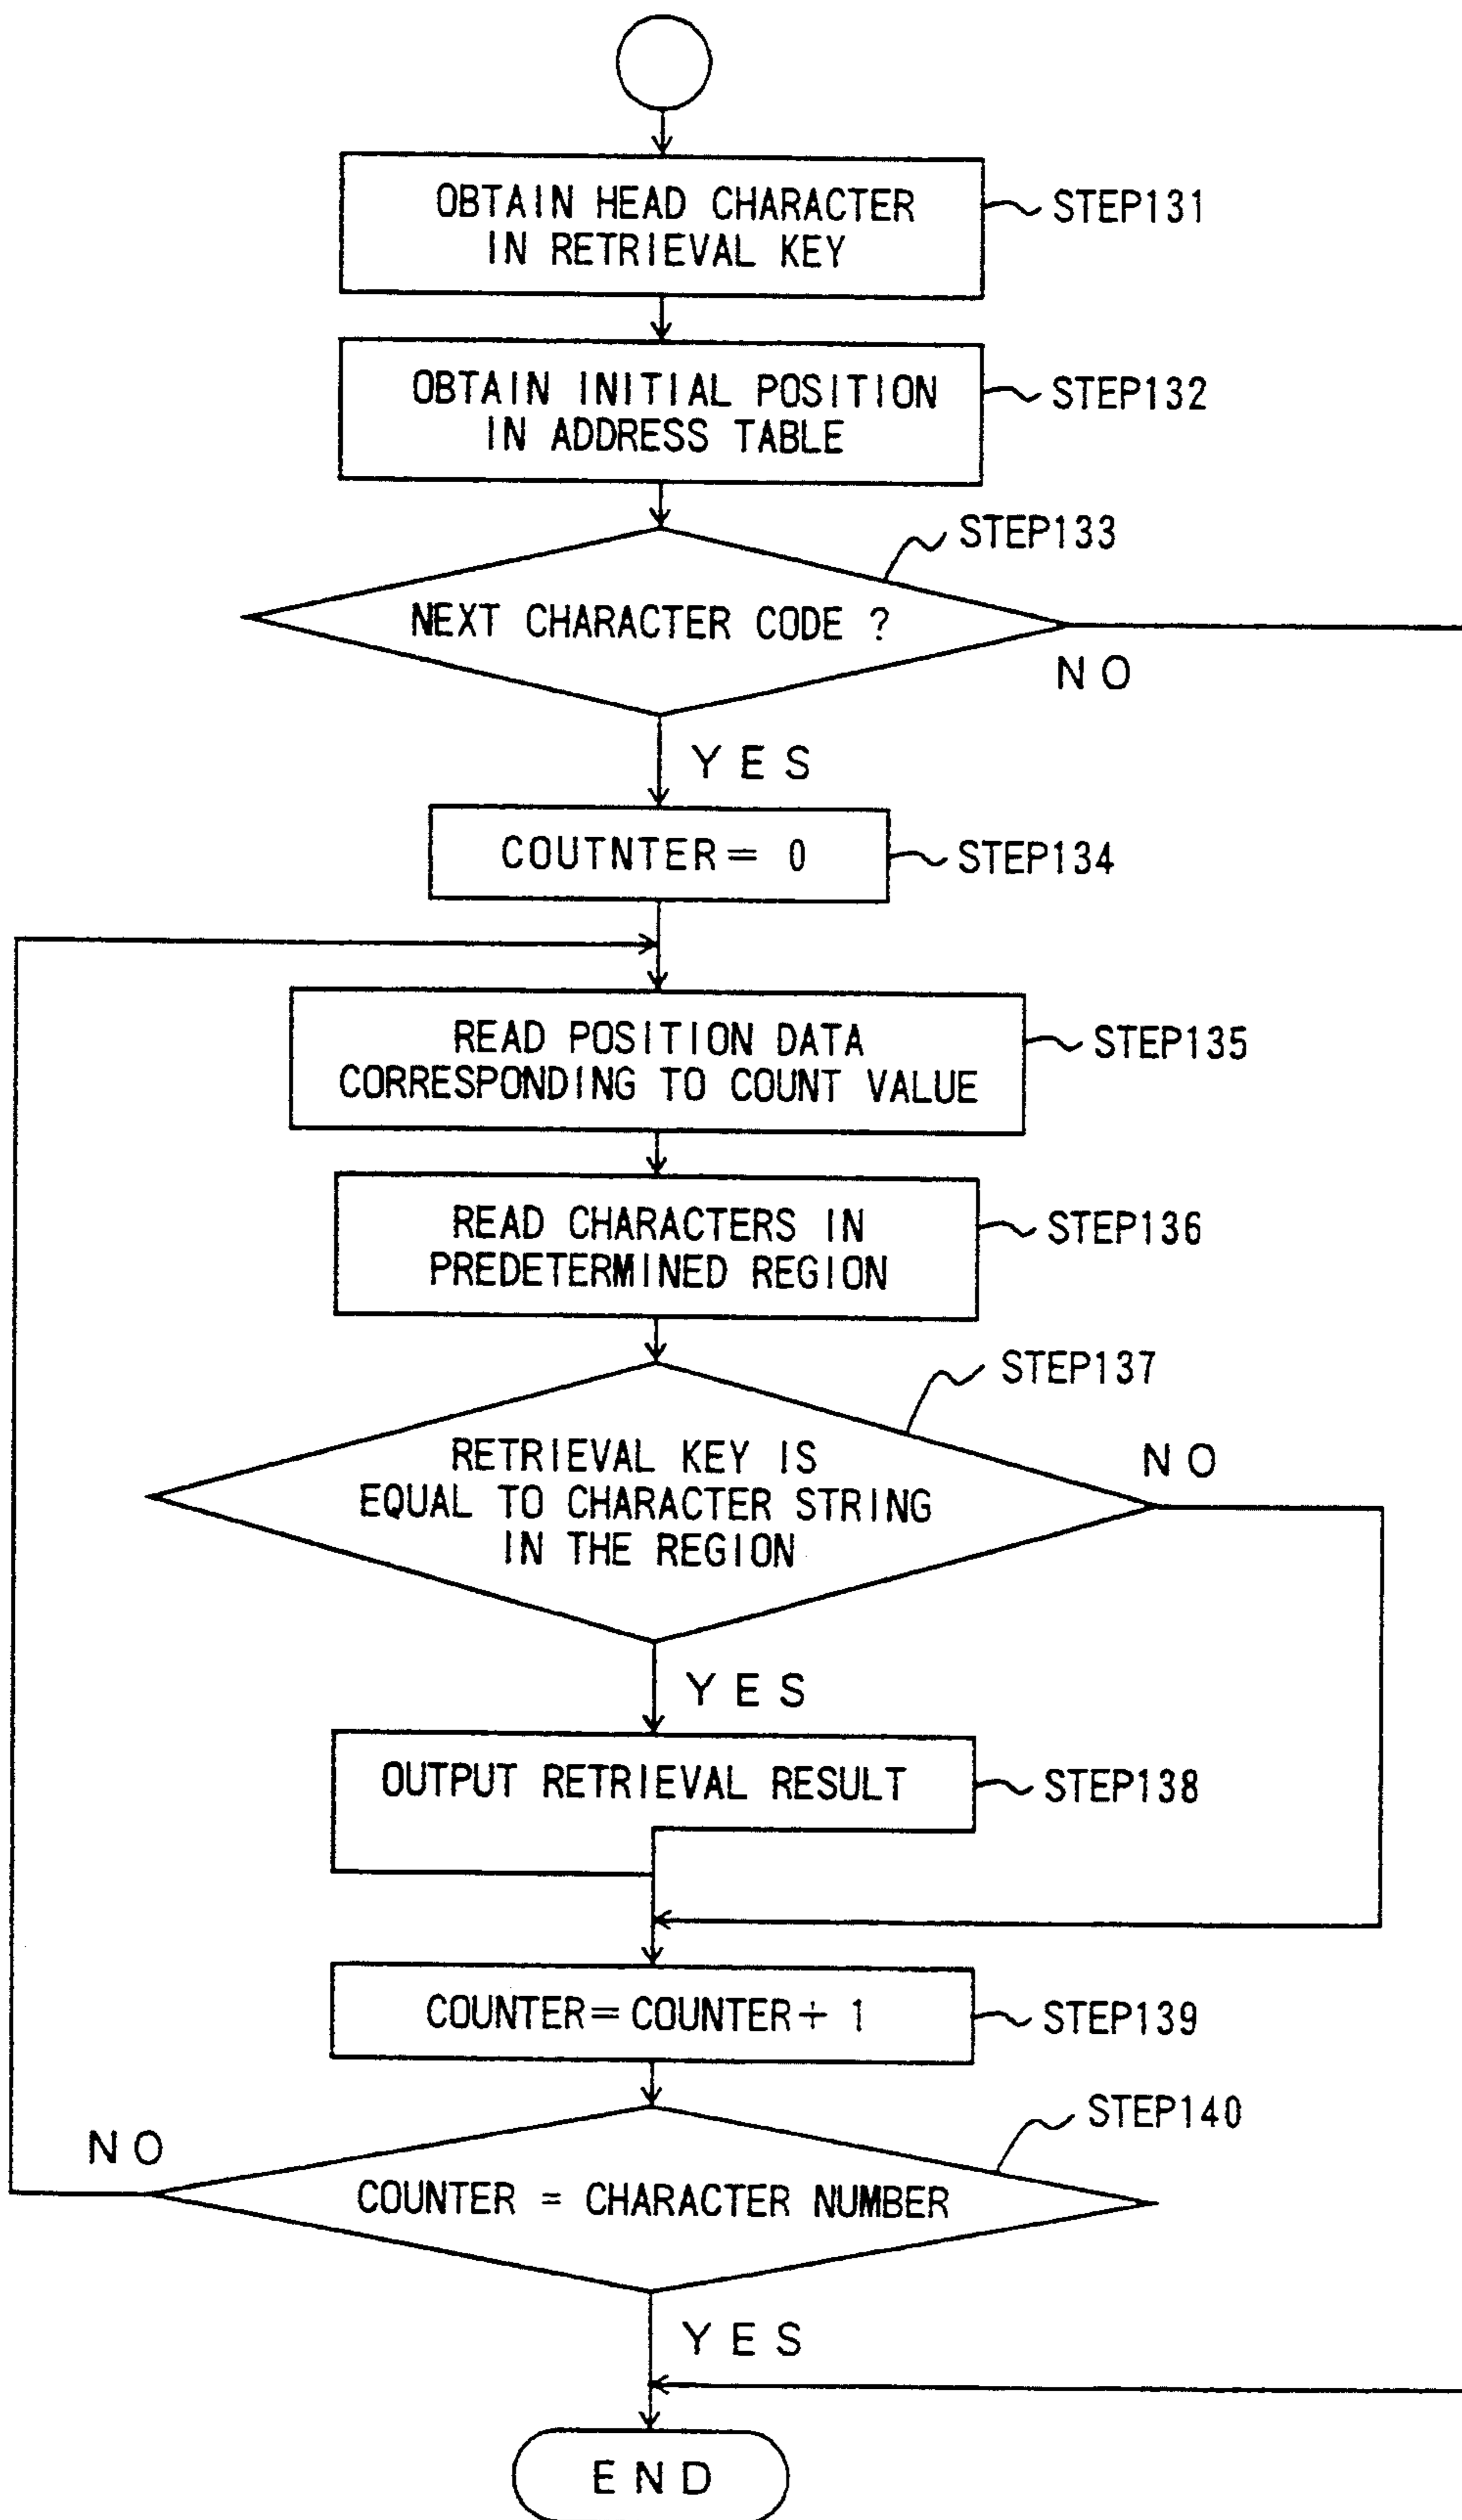 OBTAIN HEAD CHARACTER
IN RETRIEVAL KEY
STEP131
OBTAIN INITIAL POSITION
IN ADDRESS TABLE
STEP132
STEP133
NEXT CHARACTER CODE ?
NO
YES
COUTNTER= 0
STEP134
READ POSITION DATA
CORRESPONDING TO COUNT VALUE
STEP135
READ CHARACTERS IN
PREDETERMINED REGION
STEP136
STEP137
RETRIEVAL KEY IS
EQUAL TO CHARACTER STRING
IN THE REGION
NO
YES
OUTPUT RETRIEVAL RESULT
STEP138
COUNTER=COUNTER+ 1
STEP139
STEP140
NO
COUNTER = CHARACTER NUMBER
YES
END